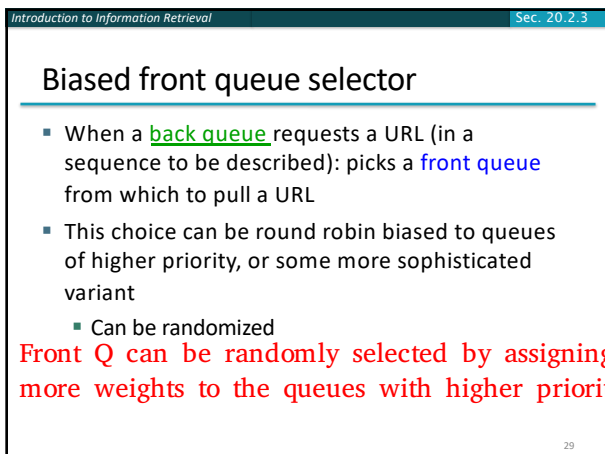 Introduction to Information Retrieval
Sec. 20.2.3
Biased front queue selector
▪ When a back queue requests a URL (in a
sequence to be described): picks a front queue
from which to pull a URL
▪ This choice can be round robin biased to queues
of higher priority, or some more sophisticated
variant
▪ Can be randomized
Front Q can be randomly selected by assigning
more weights to the queues with higher priori
29